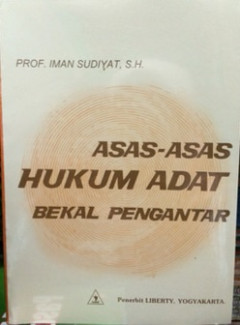 PROF. IMAN SUDIYAT, S.H.
ASAS-ASAS
HUKUM ADAT
BEKAL PENGANTAR
Penerbit LIBERTY, YOGYAKARTA.